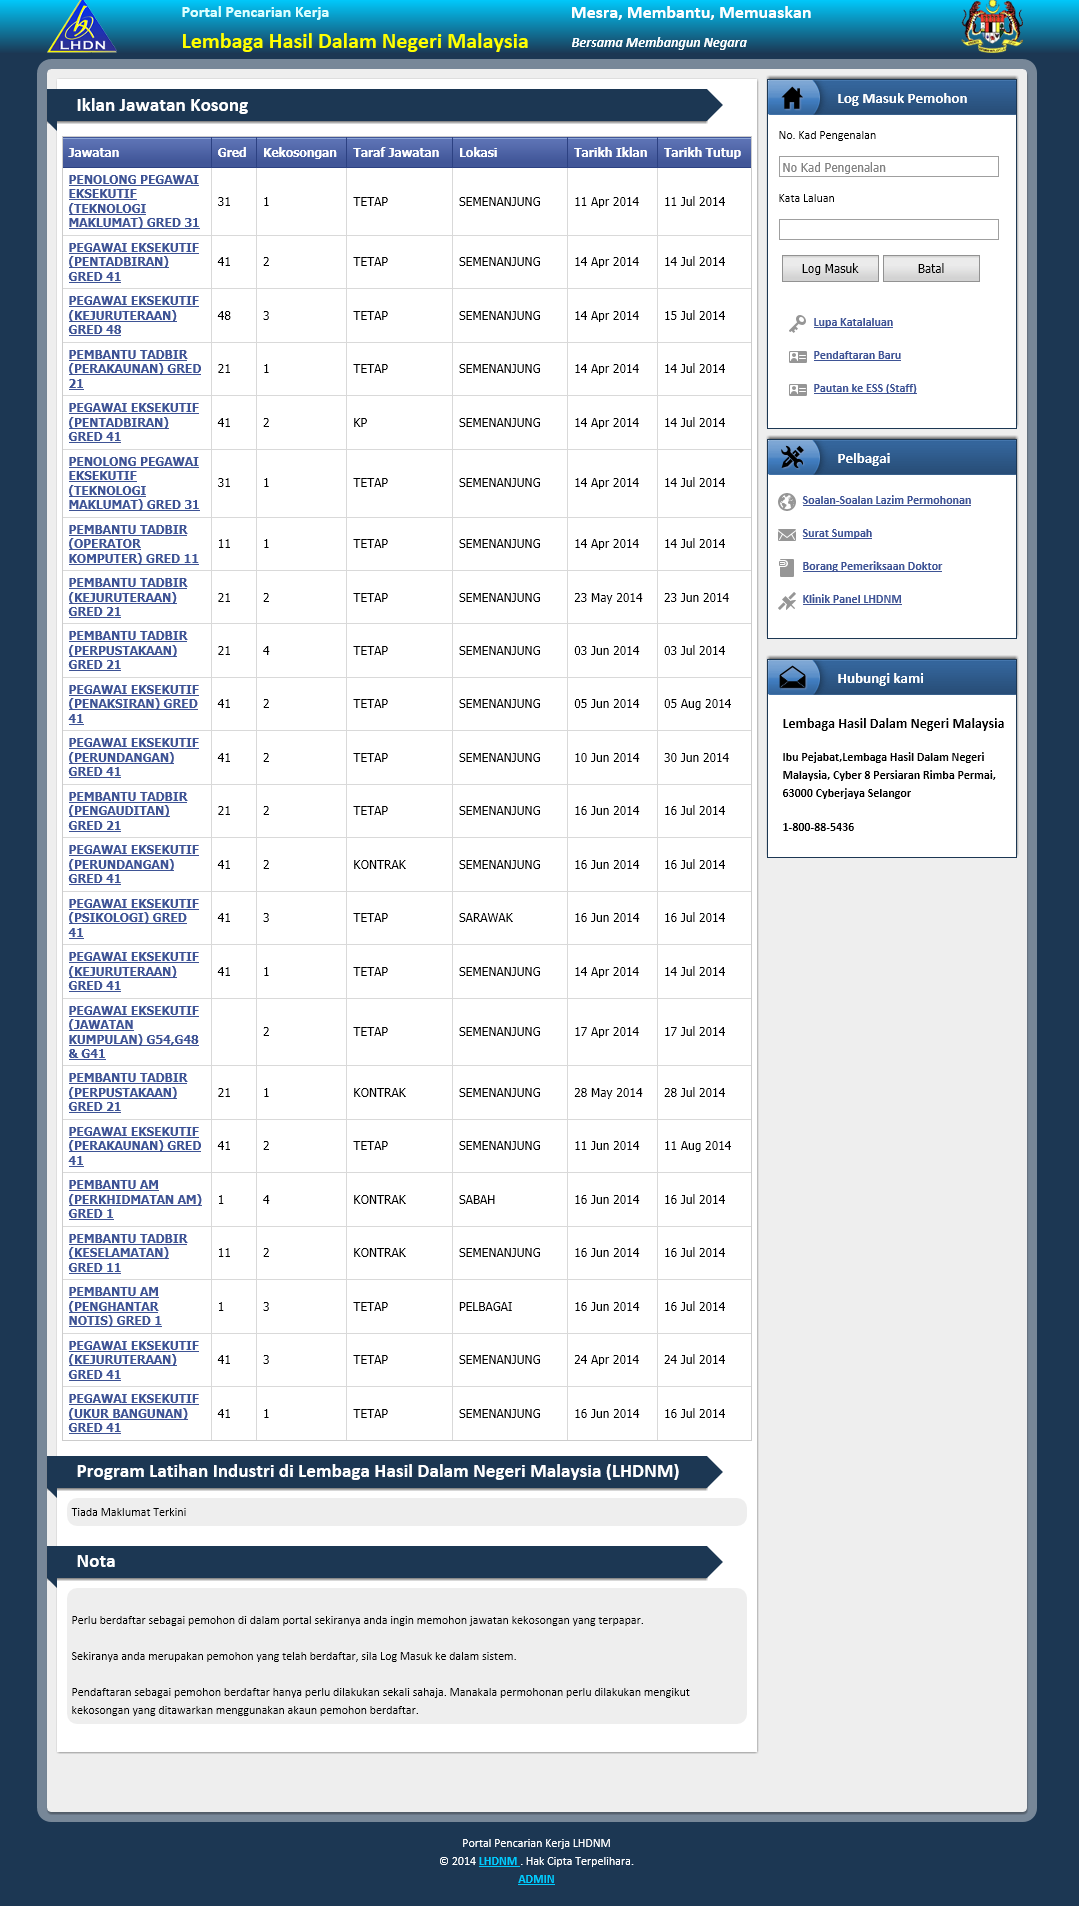 LHDN
Portal Pencarian Kerja
Lembaga Hasil Dalam Negeri Malaysia
Mesra, Membantu, Memuaskan
Bersama Membangun Negara
Iklan Jawatan Kosong
Jawatan Gred Kekosongan Taraf Jawatan Lokasi Tarikh Iklan Tarikh Tutup
PENOLONG PEGAWAI
EKSEKUTIF
(TEKNOLOGI
MAKLUMAT) GRED 31
31 1 TETAP SEMENANJUNG 11 Apr 2014 11 Jul 2014
PEGAWAI EKSEKUTIF
(PENTADBIRAN)
GRED 41
41 2 TETAP SEMENANJUNG 14 Apr 2014 14 Jul 2014
PEGAWAI EKSEKUTIF
(KEJURUTERAAN)
GRED 48
48 3 TETAP SEMENANJUNG 14 Apr 2014 15 Jul 2014
PEMBANTU TADBIR
(PERAKAUNAN) GRED
21
21 1 TETAP SEMENANJUNG 14 Apr 2014 14 Jul 2014
PEGAWAI EKSEKUTIF
(PENTADBIRAN)
GRED 41
41 2 KP SEMENANJUNG 14 Apr 2014 14 Jul 2014
PENOLONG PEGAWAI
EKSEKUTIF
(TEKNOLOGI
MAKLUMAT) GRED 31
31 1 TETAP SEMENANJUNG 14 Apr 2014 14 Jul 2014
PEMBANTU TADBIR
(OPERATOR
KOMPUTER) GRED 11
11 1 TETAP SEMENANJUNG 14 Apr 2014 14 Jul 2014
PEMBANTU TADBIR
(KEJURUTERAAN)
GRED 21
21 2 TETAP SEMENANJUNG 23 May 2014 23 Jun 2014
PEMBANTU TADBIR
(PERPUSTAKAAN)
GRED 21
21 4 TETAP SEMENANJUNG 03 Jun 2014 03 Jul 2014
PEGAWAI EKSEKUTIF
(PENAKSIRAN) GRED
41
41 2 TETAP SEMENANJUNG 05 Jun 2014 05 Aug 2014
PEGAWAI EKSEKUTIF
(PERUNDANGAN)
GRED 41
41 2 TETAP SEMENANJUNG 10 Jun 2014 30 Jun 2014
PEMBANTU TADBIR
(PENGAUDITAN)
GRED 21
21 2 TETAP SEMENANJUNG 16 Jun 2014 16 Jul 2014
PEGAWAI EKSEKUTIF
(PERUNDANGAN)
GRED 41
41 2 KONTRAK SEMENANJUNG 16 Jun 2014 16 Jul 2014
PEGAWAI EKSEKUTIF
(PSIKOLOGI) GRED
41
41 3 TETAP SARAWAK 16 Jun 2014 16 Jul 2014
PEGAWAI EKSEKUTIF
(KEJURUTERAAN)
GRED 41
41 1 TETAP SEMENANJUNG 14 Apr 2014 14 Jul 2014
PEGAWAI EKSEKUTIF
(JAWATAN
KUMPULAN) G54,G48
& G41
2 TETAP SEMENANJUNG 17 Apr 2014 17 Jul 2014
PEMBANTU TADBIR
(PERPUSTAKAAN)
GRED 21
21 1 KONTRAK SEMENANJUNG 28 May 2014 28 Jul 2014
PEGAWAI EKSEKUTIF
(PERAKAUNAN) GRED
41
41 2 TETAP SEMENANJUNG 11 Jun 2014 11 Aug 2014
PEMBANTU AM
(PERKHIDMATAN AM)
GRED 1
1 4 KONTRAK SABAH 16 Jun 2014 16 Jul 2014
PEMBANTU TADBIR
(KESELAMATAN)
GRED 11
11 2 KONTRAK SEMENANJUNG 16 Jun 2014 16 Jul 2014
PEMBANTU AM
(PENGHANTAR
NOTIS) GRED 1
1 3 TETAP PELBAGAI 16 Jun 2014 16 Jul 2014
PEGAWAI EKSEKUTIF
(KEJURUTERAAN)
GRED 41
41 3 TETAP SEMENANJUNG 24 Apr 2014 24 Jul 2014
PEGAWAI EKSEKUTIF
(UKUR BANGUNAN)
GRED 41
41 1 TETAP SEMENANJUNG 16 Jun 2014 16 Jul 2014
Program Latihan Industri di Lembaga Hasil Dalam Negeri Malaysia (LHDNM)
Tiada Maklumat Terkini
Nota
Perlu berdaftar sebagai pemohon di dalam portal sekiranya anda ingin memohon jawatan kekosongan yang terpapar.
Sekiranya anda merupakan pemohon yang telah berdaftar, sila Log Masuk ke dalam sistem.
Pendaftaran sebagai pemohon berdaftar hanya perlu dilakukan sekali sahaja. Manakala permohonan perlu dilakukan mengikut
kekosongan yang ditawarkan menggunakan akaun pemohon berdaftar.
Log Masuk Pemohon
No. Kad Pengenalan
No Kad Pengenalan
Kata Laluan
Log Masuk Batal
Lupa Katalaluan
Pendaftaran Baru
Pautan ke ESS (Staff)
Pelbagai
Soalan-Soalan Lazim Permohonan
Surat Sumpah
Borang Pemeriksaan Doktor
Klinik Panel LHDNM
Hubungi kami
Lembaga Hasil Dalam Negeri Malaysia
Ibu Pejabat,Lembaga Hasil Dalam Negeri
Malaysia, Cyber 8 Persiaran Rimba Permai,
63000 Cyberjaya Selangor
1-800-88-5436
Portal Pencarian Kerja LHDNM
© 2014 LHDNM . Hak Cipta Terpelihara.
ADMIN